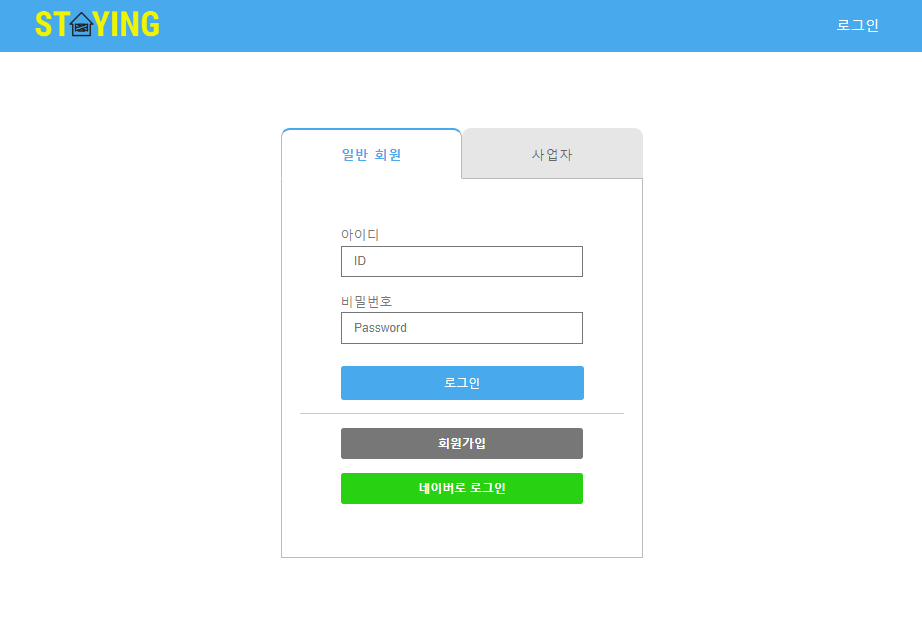 STAYING
로그인
일반 회원
사업자
아이디
ID
비밀번호
Password
로그인
회원가입
네이버로 로그인